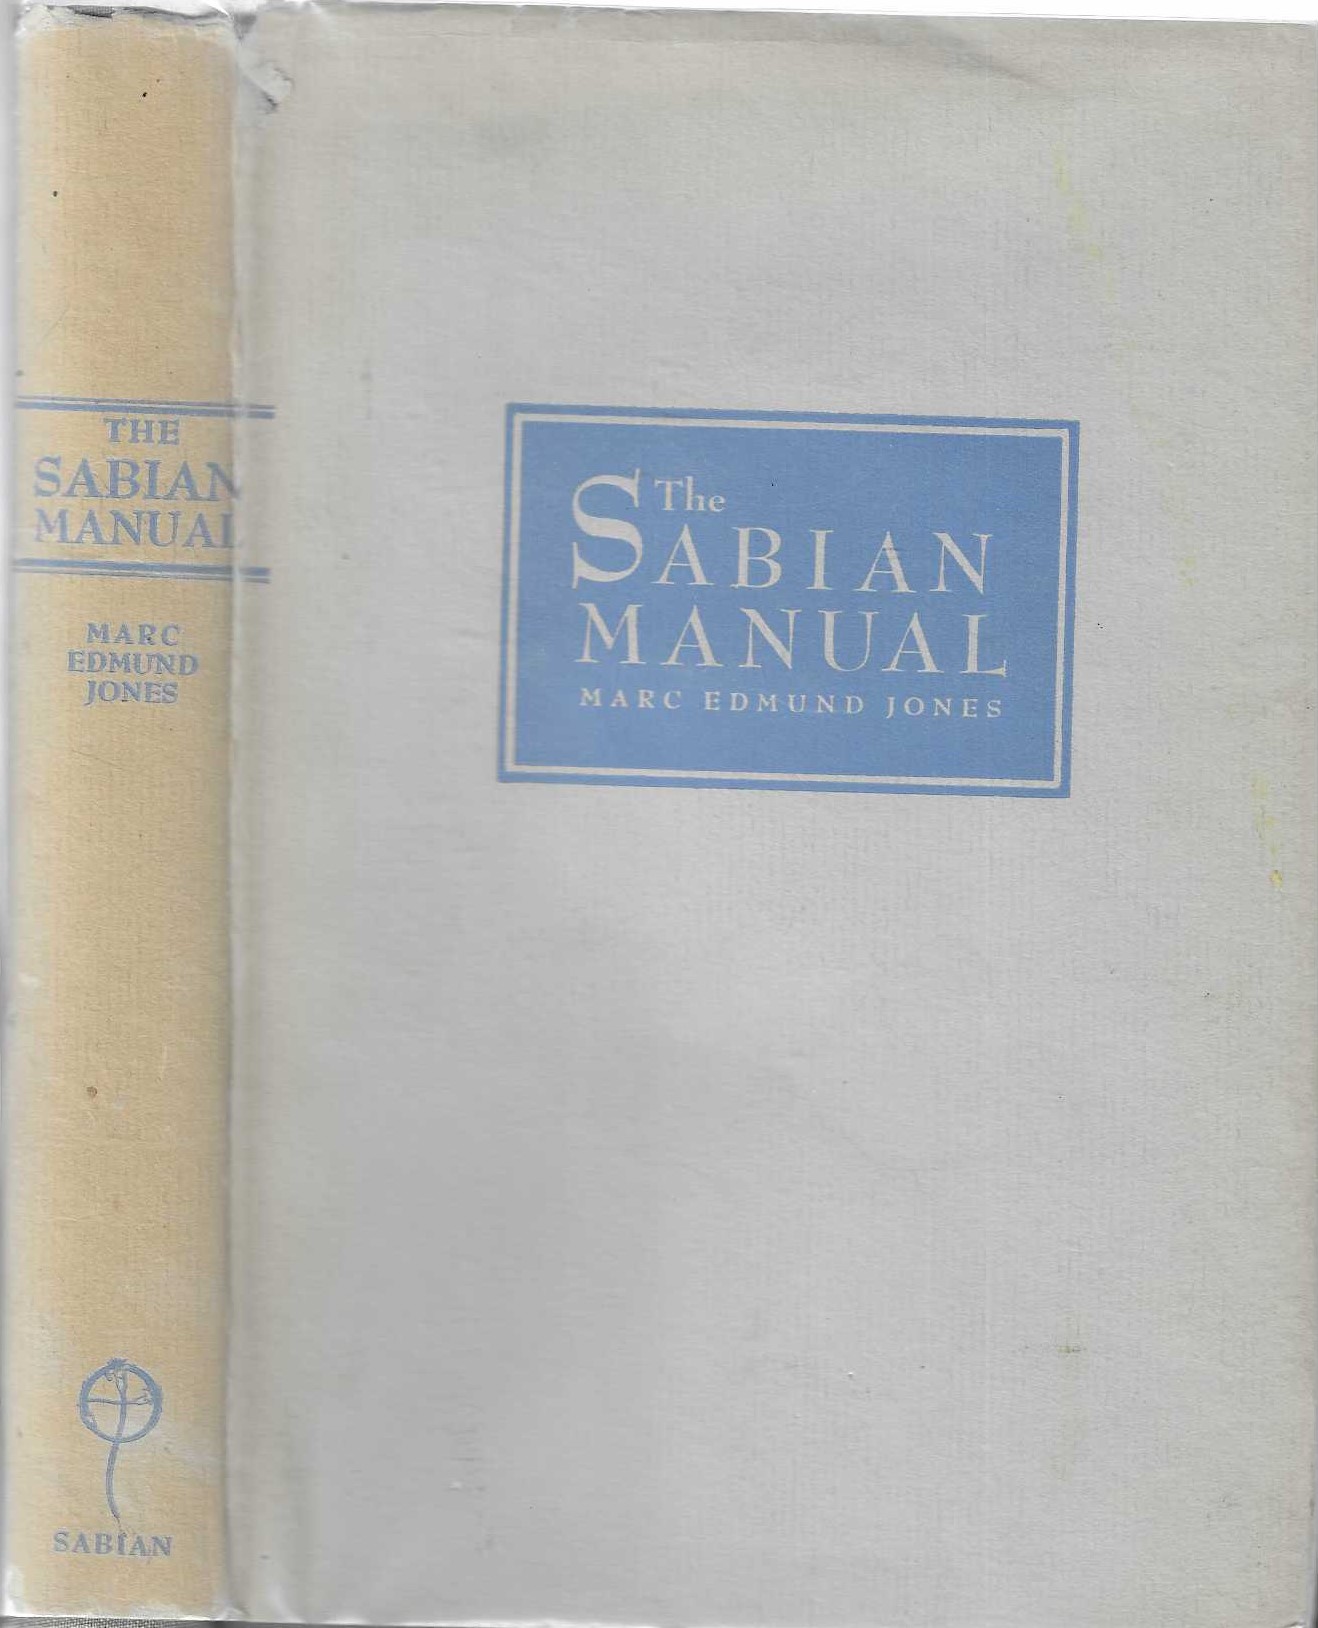 THE
SABIAN
MANUAL
MARC
EDMUND
JONES
SABIAN
The
SABIAN
MANUAL
MARC EDMUND JONES